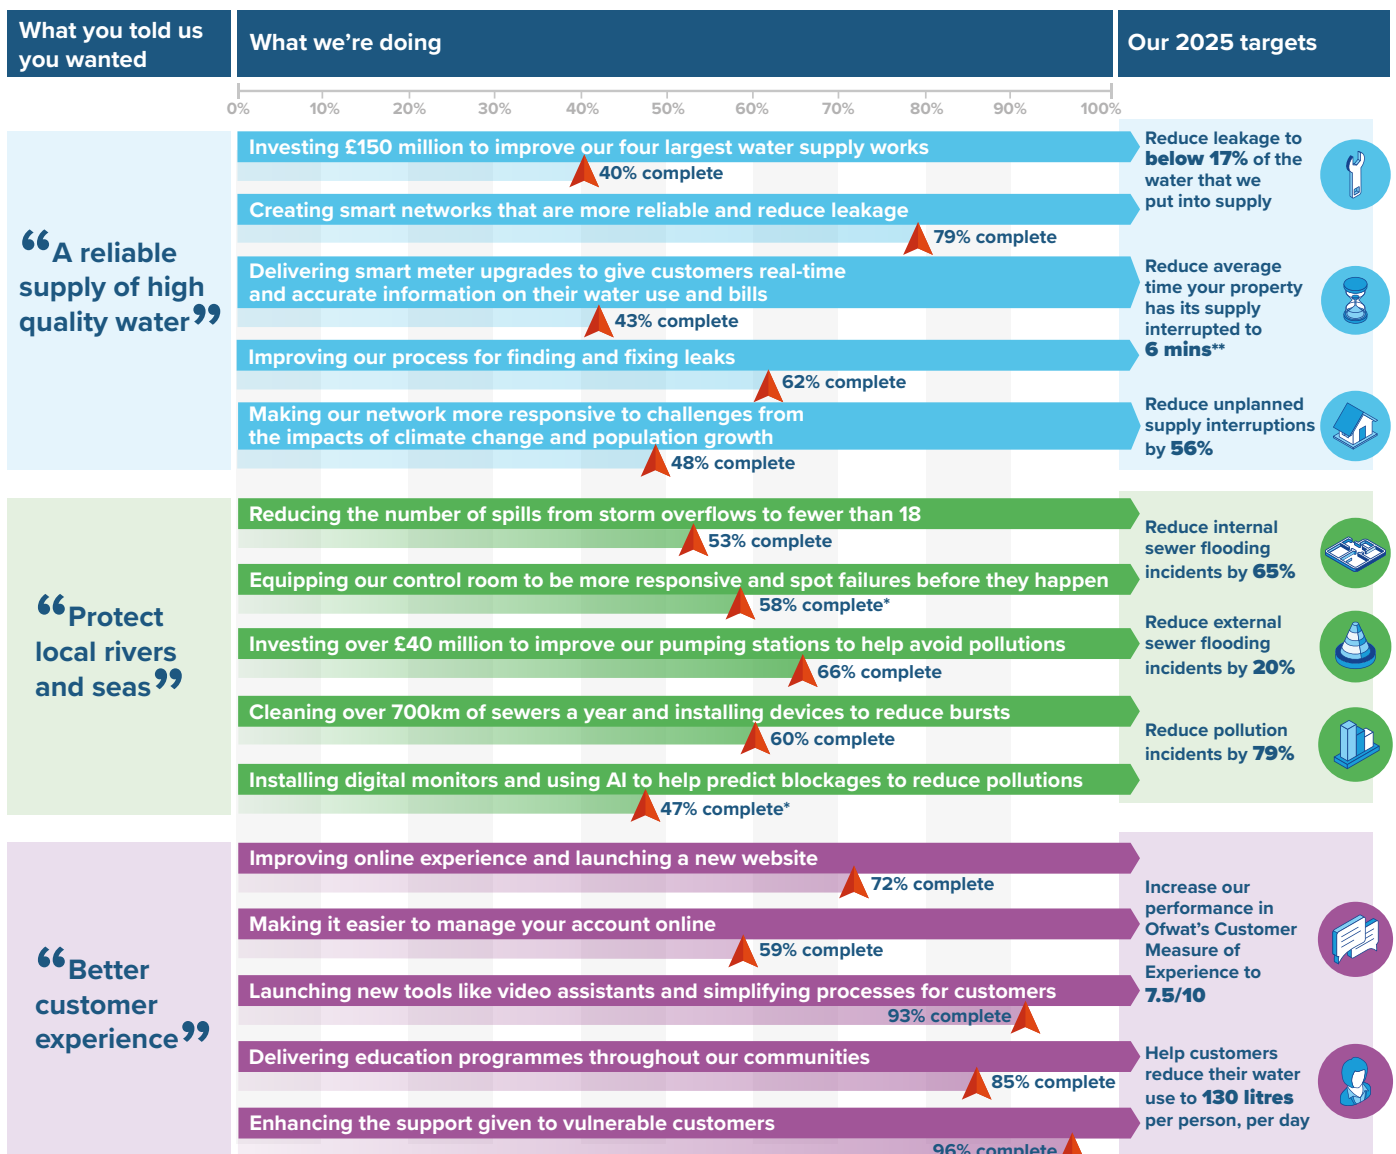 What you told us
you wanted
What we're doing
Our 2025 targets
0% 10% 20% 30% 40% 50% 60% 70% 80% 90% 100%
“A reliable
supply of high
quality water”
Investing £150 million to improve our four largest water supply works
40% complete
Creating smart networks that are more reliable and reduce leakage
79% complete
Delivering smart meter upgrades to give customers real-time
and accurate information on their water use and bills
43% complete
Improving our process for finding and fixing leaks
62% complete
Making our network more responsive to challenges from
the impacts of climate change and population growth
48% complete
Reduce leakage to
below 17% of the
water that we
put into supply
Reduce average
time your property
has its supply
interrupted to
6 mins**
Reduce unplanned
supply interruptions
by 56%
“Protect
local rivers
and seas”
Reducing the number of spills from storm overflows to fewer than 18
53% complete
Equipping our control room to be more responsive and spot failures before they happen
58% complete*
Investing over £40 million to improve our pumping stations to help avoid pollutions
66% complete
Cleaning over 700km of sewers a year and installing devices to reduce bursts
60% complete
Installing digital monitors and using AI to help predict blockages to reduce pollutions
47% complete*
Reduce internal
sewer flooding
incidents by 65%
Reduce external
sewer flooding
incidents by 20%
Reduce pollution
incidents by 79%
“Better
customer
experience”
Improving online experience and launching a new website
72% complete
Making it easier to manage your account online
59% complete
Launching new tools like video assistants and simplifying processes for customers
93% complete
Delivering education programmes throughout our communities
85% complete
Enhancing the support given to vulnerable customers
96% complete
Increase our
performance in
Ofwat's Customer
Measure of
Experience to
7.5/10
Help customers
reduce their water
use to 130 litres
per person, per day